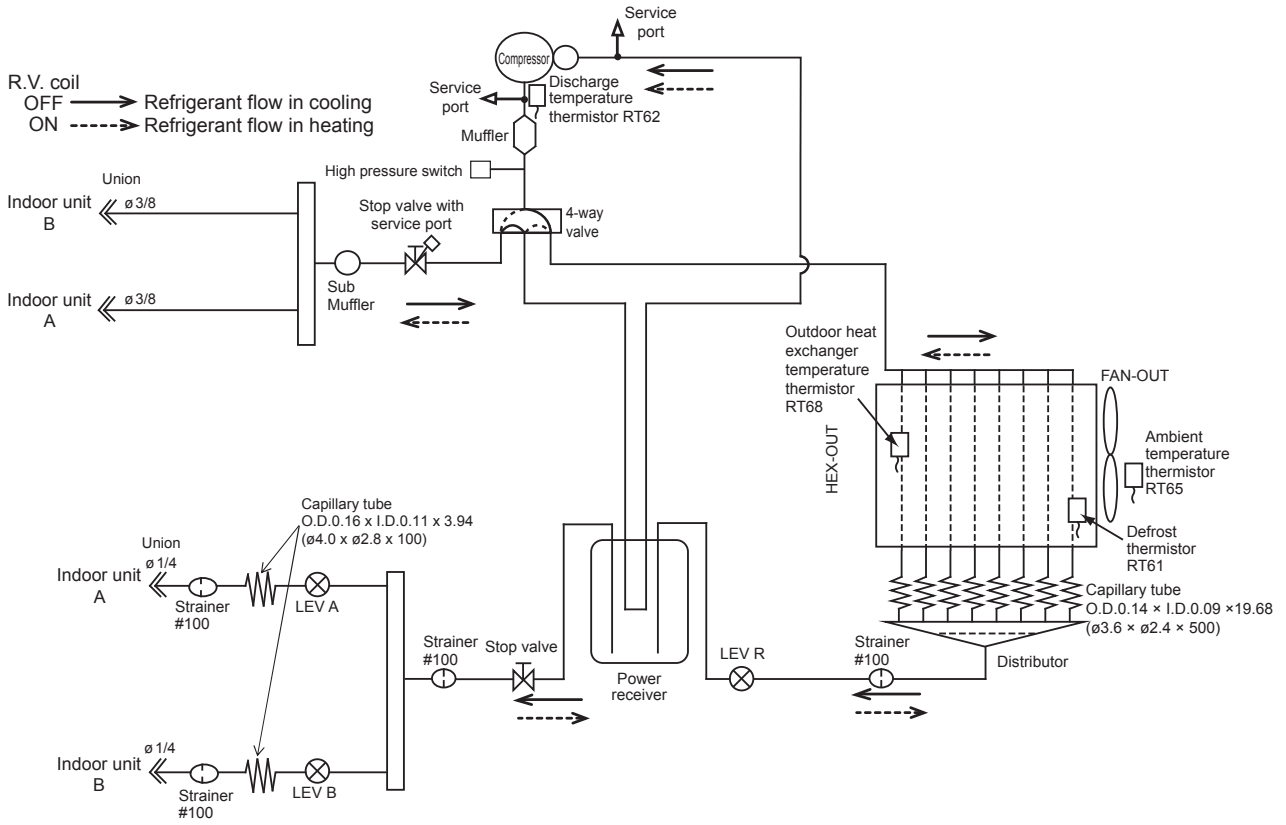 Service
port
Compressor
R.V. coil
OFF Refrigerant flow in cooling
ON Refrigerant flow in heating
Service
port
Discharge
temperature
thermistor RT62
Muffler
High pressure switch
Union
Indoor unit
B
ø 3/8
Stop valve with
service port
4-way
valve
Indoor unit
A
ø 3/8
Sub
Muffler
Outdoor heat
exchanger
temperature
thermistor
RT68
FAN-OUT
HEX-OUT
Ambient
temperature
thermistor
RT65
Defrost
thermistor
RT61
Capillary tube
O.D.0.16 x I.D.0.11 x 3.94
(ø4.0 x ø2.8 x 100)
Union
ø 1/4
Indoor unit
A
Strainer
#100
LEV A
Capillary tube
O.D.0.14 × I.D.0.09 ×19.68
(ø3.6 × ø2.4 × 500)
Strainer
#100
Stop valve
Power
receiver
LEV R
Strainer
#100
Distributor
ø 1/4
Indoor unit
B
Strainer
#100
LEV B